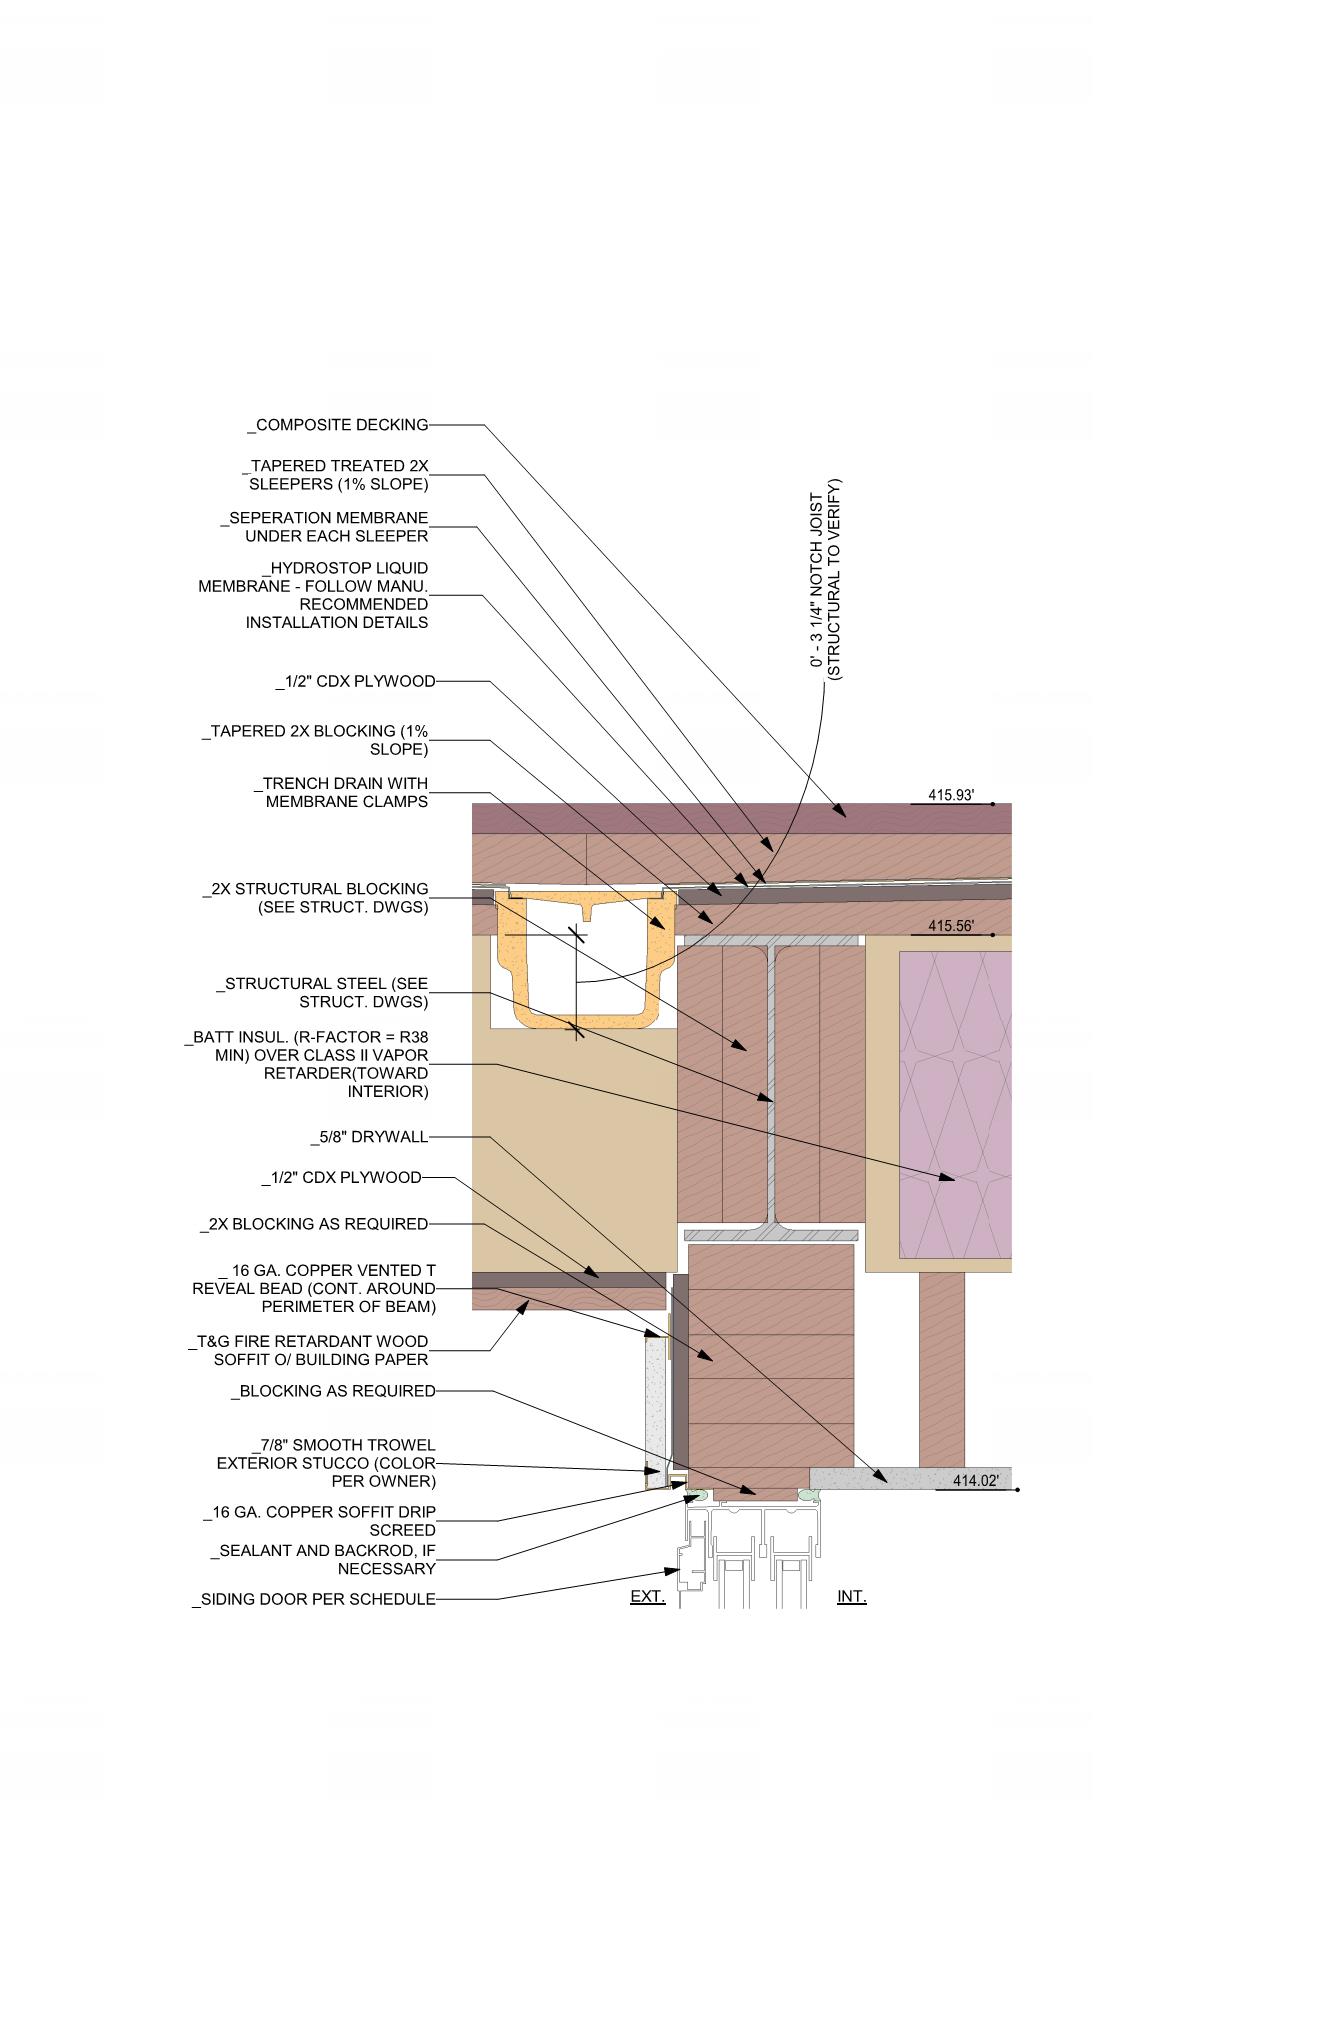 _COMPOSITE DECKING
_TAPERED TREATED 2X
SLEEPERS (1% SLOPE)
_SEPERATION MEMBRANE
UNDER EACH SLEEPER
_HYDROSTOP LIQUID
MEMBRANE - FOLLOW MANU.
RECOMMENDED
INSTALLATION DETAILS
0' - 3 1/4" NOTCH JOIST
(STRUCTURAL TO VERIFY)
_1/2" CDX PLYWOOD
_TAPERED 2X BLOCKING (1%
SLOPE)
_TRENCH DRAIN WITH
MEMBRANE CLAMPS
415.93'
_2X STRUCTURAL BLOCKING
(SEE STRUCT. DWGS)
415.56'
_STRUCTURAL STEEL (SEE
STRUCT. DWGS)
_BATT INSUL. (R-FACTOR = R38
MIN) OVER CLASS II VAPOR
RETARDER(TOWARD
INTERIOR)
_5/8" DRYWALL
_1/2" CDX PLYWOOD
_2X BLOCKING AS REQUIRED
_ 16 GA. COPPER VENTED T
REVEAL BEAD (CONT. AROUND
PERIMETER OF BEAM)
_T&G FIRE RETARDANT WOOD
SOFFIT O/ BUILDING PAPER
_BLOCKING AS REQUIRED
_7/8" SMOOTH TROWEL
EXTERIOR STUCCO (COLOR
PER OWNER)
414.02'
_16 GA. COPPER SOFFIT DRIP
SCREED
_SEALANT AND BACKROD, IF
NECESSARY
_SIDING DOOR PER SCHEDULE
EXT.
INT.